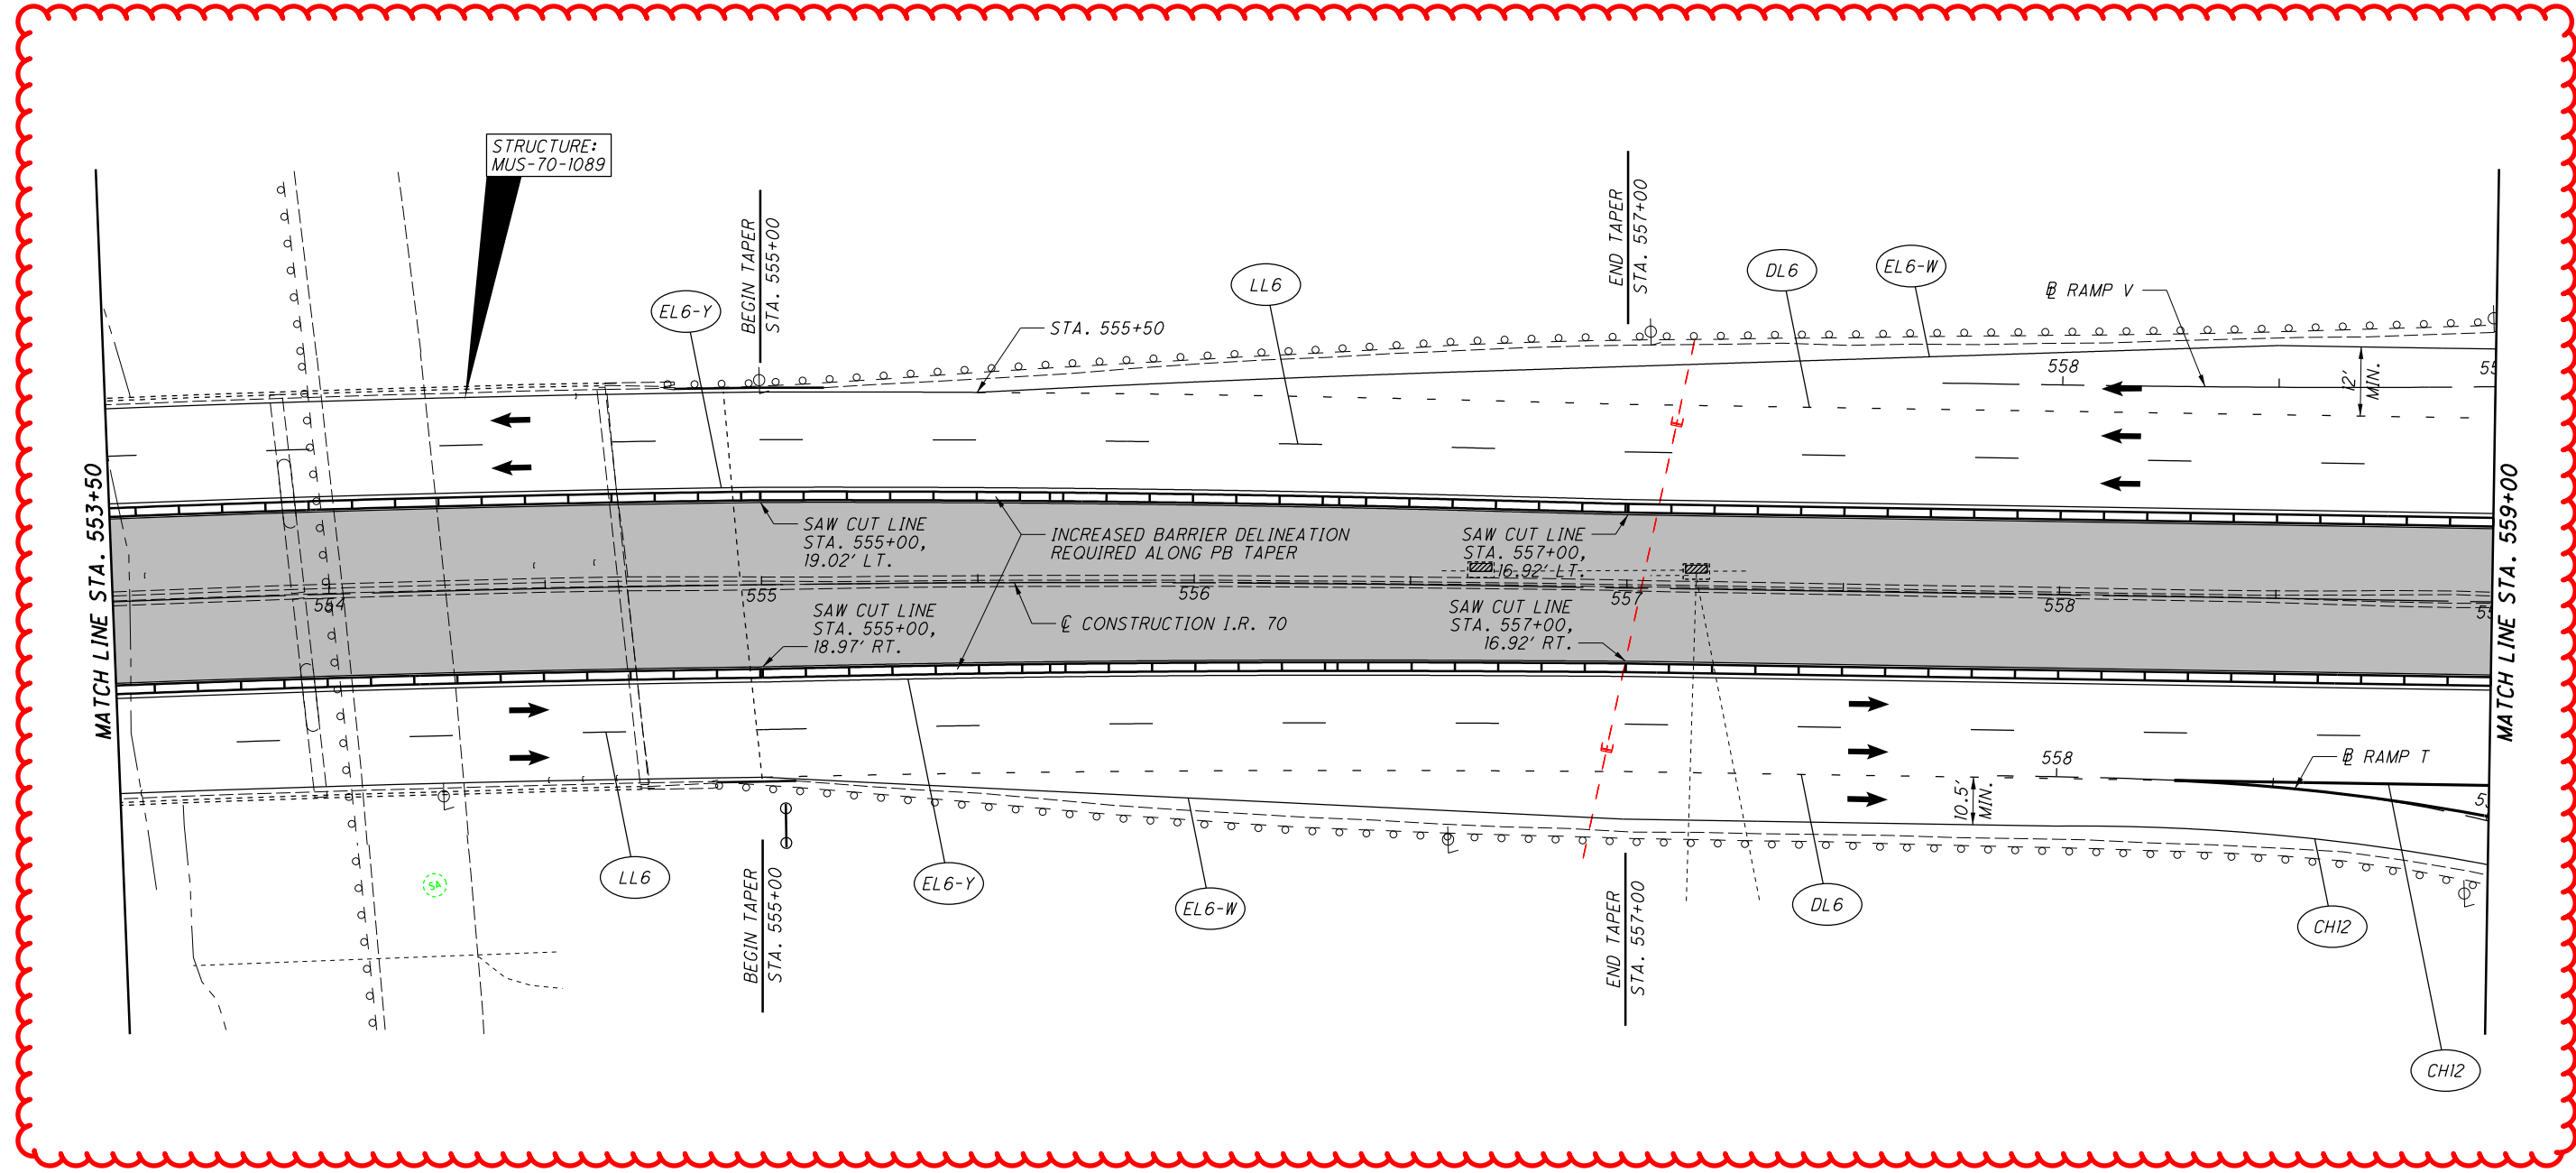 STRUCTURE:
MUS-70-1089
BEGIN TAPER
STA. 555+00
END TAPER
STA. 557+00
EL6-Y
LL6
DL6
EL6-W
STA. 555+50
℄ RAMP V
558
55
12'
MIN.
MATCH LINE STA. 553+50
MATCH LINE STA. 559+00
SAW CUT LINE
STA. 555+00,
19.02' LT.
INCREASED BARRIER DELINEATION
REQUIRED ALONG PB TAPER
SAW CUT LINE
STA. 557+00,
16.92' LT.
E
554
555
556
557
558
55
SAW CUT LINE
STA. 555+00,
18.97' RT.
℄ CONSTRUCTION I.R. 70
SAW CUT LINE
STA. 557+00,
16.92' RT.
E
558
℄ RAMP T
10.5'
MIN.
5
SA
LL6
BEGIN TAPER
STA. 555+00
EL6-Y
EL6-W
END TAPER
STA. 557+00
DL6
CH12
CH12